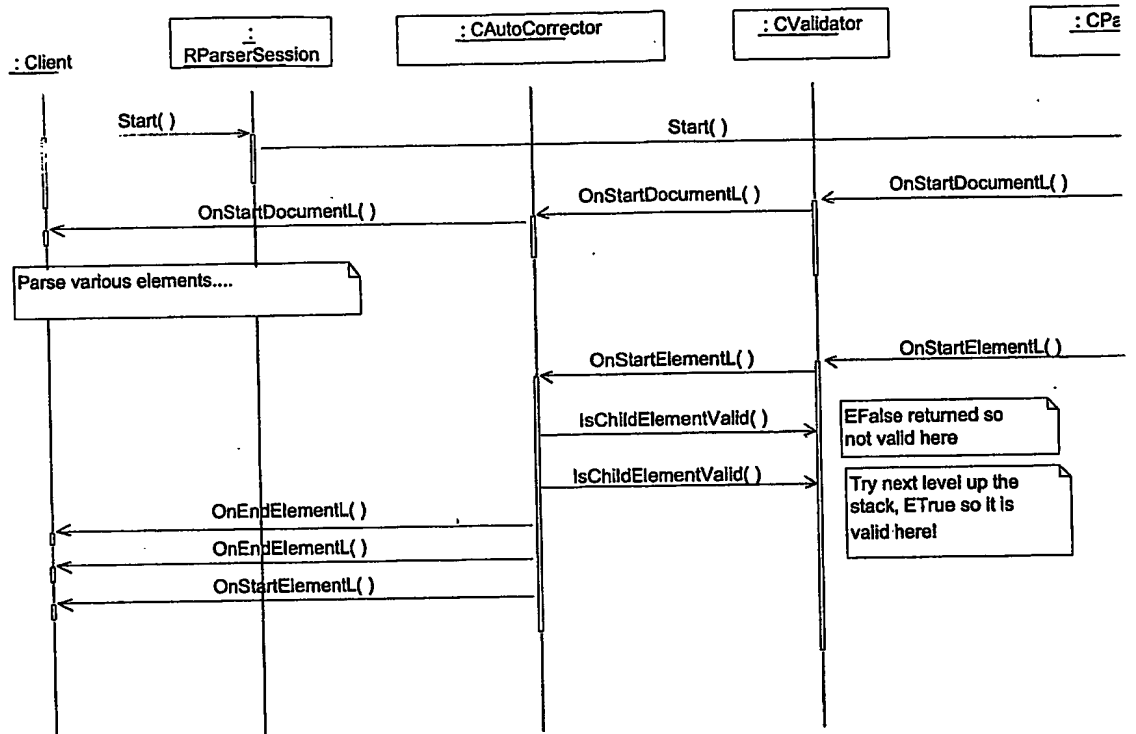 : Client
:
RParserSession
: CAutoCorrector
: CValidator
: CPa
Start( )
Start( )
OnStartDocumentL( )
OnStartDocumentL( )
OnStartDocumentL( )
Parse various elements....
OnStartElementL( )
OnStartElementL( )
IsChildElementValid( )
EFalse returned so
not valid here
IsChildElementValid( )
Try next level up the
stack, ETrue so it is
valid here!
OnEndElementL( )
OnEndElementL( )
OnStartElementL( )